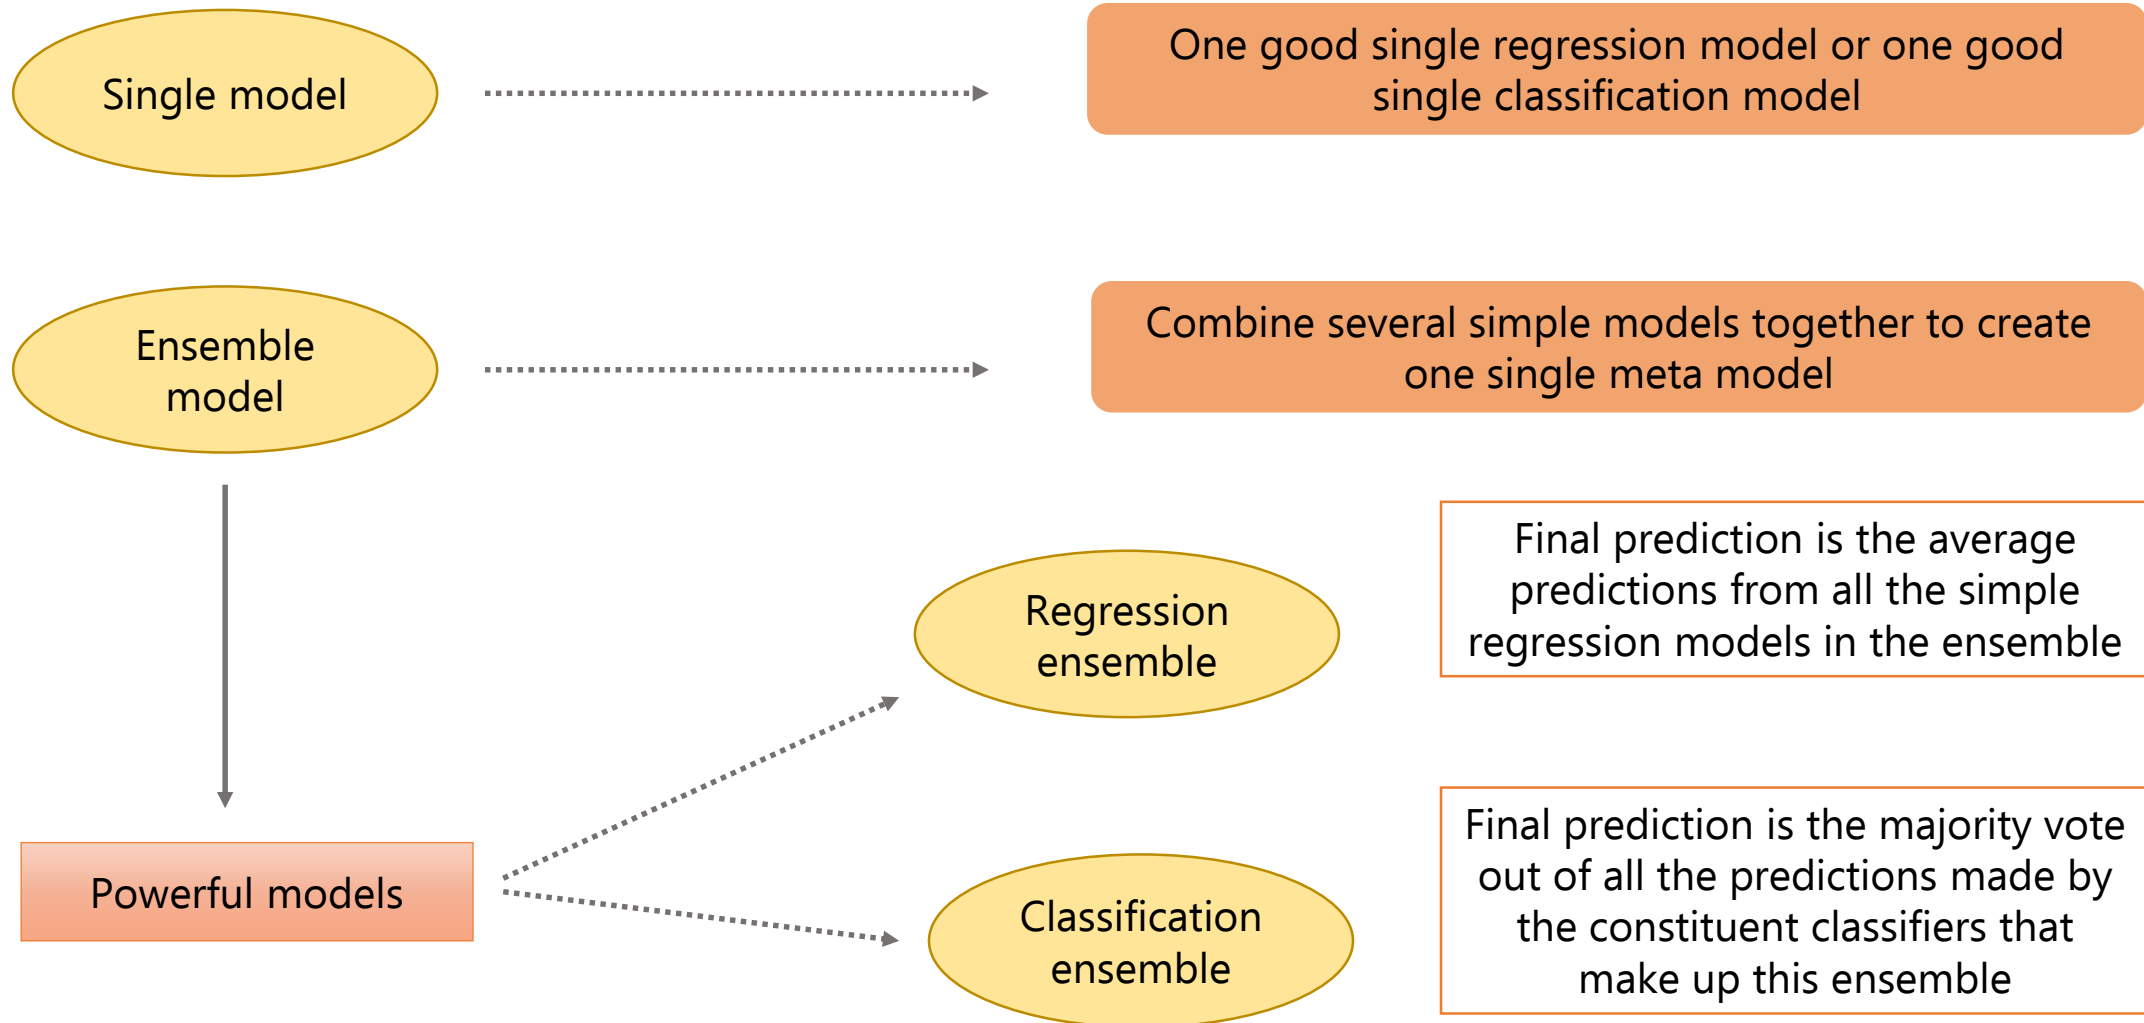 Single model
One good single regression model or one good
single classification model
Ensemble
model
Combine several simple models together to create
one single meta model
Regression
ensemble
Final prediction is the average
predictions from all the simple
regression models in the ensemble
Powerful models
Classification
ensemble
Final prediction is the majority vote
out of all the predictions made by
the constituent classifiers that
make up this ensemble